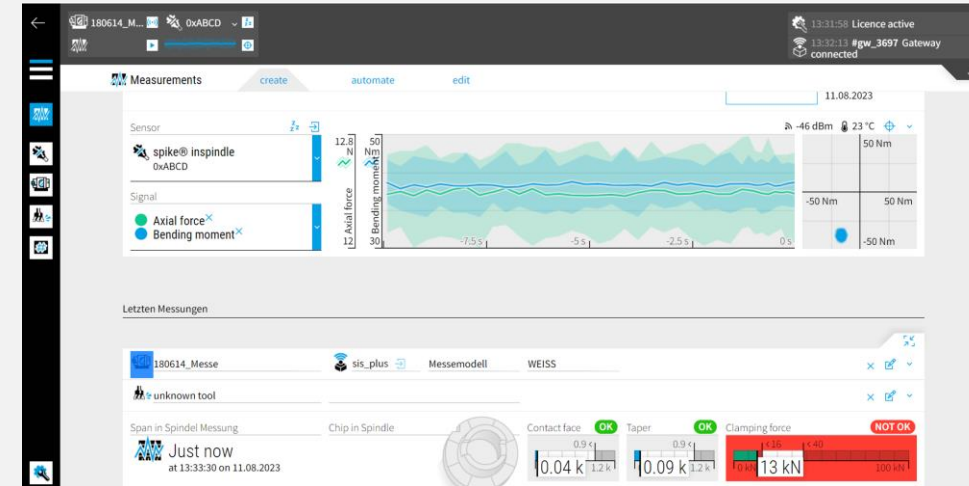 180614_M... 0xABCD
13:31:58 Licence active
13:32:13 #gw_3697 Gateway
connected
Measurements create automate edit
11.08.2023
Sensor
-46 dBm 23 °C
spike® inspindle
0xABCD
12.8 N
50 Nm
Axial force
Bending moment
12
30
50 Nm
-50 Nm 50 Nm
-50 Nm
Signal
Axial force
Bending moment
-7.5 s -5 s -2.5 s 0 s
Letzten Messungen
180614_Messe sis_plus Messemodell WEISS
unknown tool
Span in Spindel Messung Chip in Spindle Contact face OK Taper OK Clamping force NOT OK
Just now
at 13:33:30 on 11.08.2023
0.9 < 0.9 < <16 <40
0.04 k 1.2 k 0.09 k 1.2 k 0 kN 13 kN 100 kN